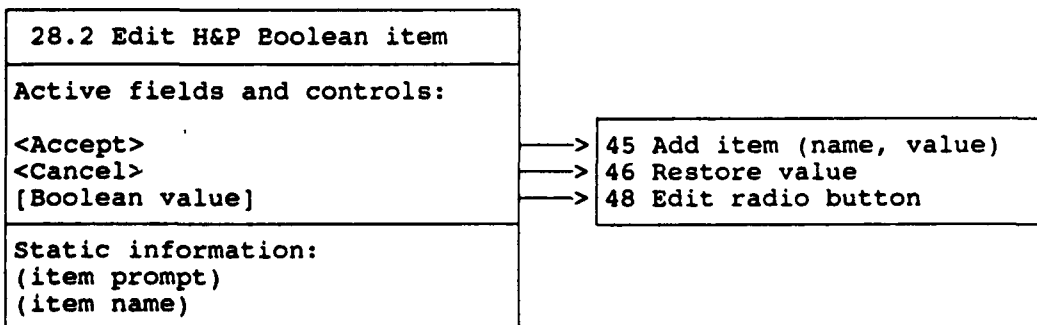 28.2 Edit H&P Boolean item
Active fields and controls:
<Accept>
<Cancel>
[Boolean value]
45 Add item (name, value)
46 Restore value
48 Edit radio button
Static information:
(item prompt)
(item name)